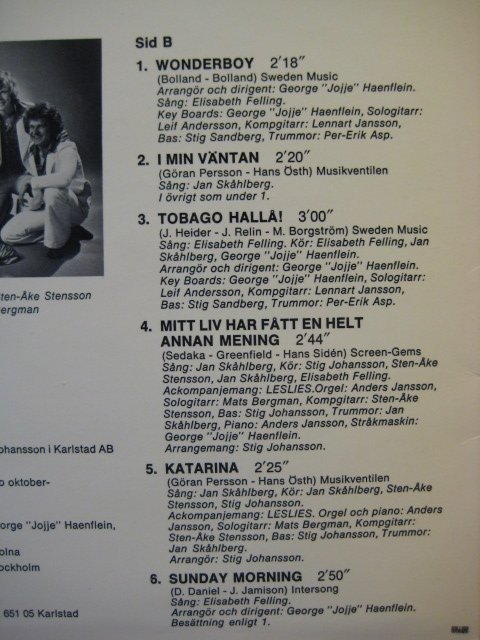 Sid B
1. WONDERBOY 2'18"
(Bolland - Bolland) Sweden Music
Arrangör och dirigent: George "Jojje" Haenflein.
Sång: Elisabeth Felling.
Key Boards: George "Jojje" Haenflein, Sologitarr:
Leif Andersson, Kompgitarr: Lennart Jansson,
Bas: Stig Sandberg, Trummor: Per-Erik Asp.
2. I MIN VÄNTAN 2'20"
(Göran Persson - Hans Östh) Musikventilen
Sång: Jan Skåhlberg.
I övrigt som under 1.
3. TOBAGO HALLÅ! 3'00"
(J. Heider - J. Relin - M. Borgström) Sweden Music
Sång: Elisabeth Felling. Kör: Elisabeth Felling, Jan
Skåhlberg, George "Jojje" Haenflein.
Arrangör och dirigent: George "Jojje" Haenflein.
Key Boards: George "Jojje" Haenflein, Sologitarr:
Leif Andersson, Kompgitarr: Lennart Jansson,
Bas: Stig Sandberg, Trummor: Per-Erik Asp.
4. MITT LIV HAR FÅTT EN HELT
ANNAN MENING 2'44"
(Sedaka - Greenfield - Hans Sidén) Screen-Gems
Sång: Jan Skåhlberg, Kör: Stig Johansson, Sten-Åke
Stensson, Jan Skåhlberg, Elisabeth Felling.
Ackompanjemang: LESLIES.Orgel: Anders Jansson,
Sologitarr: Mats Bergman, Kompgitarr: Sten-Åke
Stensson, Bas: Stig Johansson, Trummor: Jan
Skåhlberg, Piano: Anders Jansson, Stråkmaskin:
George "Jojje" Haenflein.
Arrangemang: Stig Johansson.
5. KATARINA 2'25"
(Göran Persson - Hans Östh) Musikventilen
Sång: Jan Skåhlberg, Kör: Jan Skåhlberg, Sten-Åke
Stensson, Stig Johansson.
Ackompanjemang: LESLIES. Orgel och piano: Anders
Jansson, Sologitarr: Mats Bergman, Kompgitarr:
Sten-Åke Stensson, Bas: Stig Johansson, Trummor:
Jan Skåhlberg.
Arrangör: Stig Johansson.
6. SUNDAY MORNING 2'50"
(D. Daniel - J. Jamison) Intersong
Sång: Elisabeth Felling.
Arrangör och dirigent: George "Jojje" Haenflein.
Besättning enligt 1.
Sten-Åke Stensson
ergman
ohansson i Karlstad AB
o oktober-
orge "Jojje" Haenflein,
olna
ockholm
651 05 Karlstad